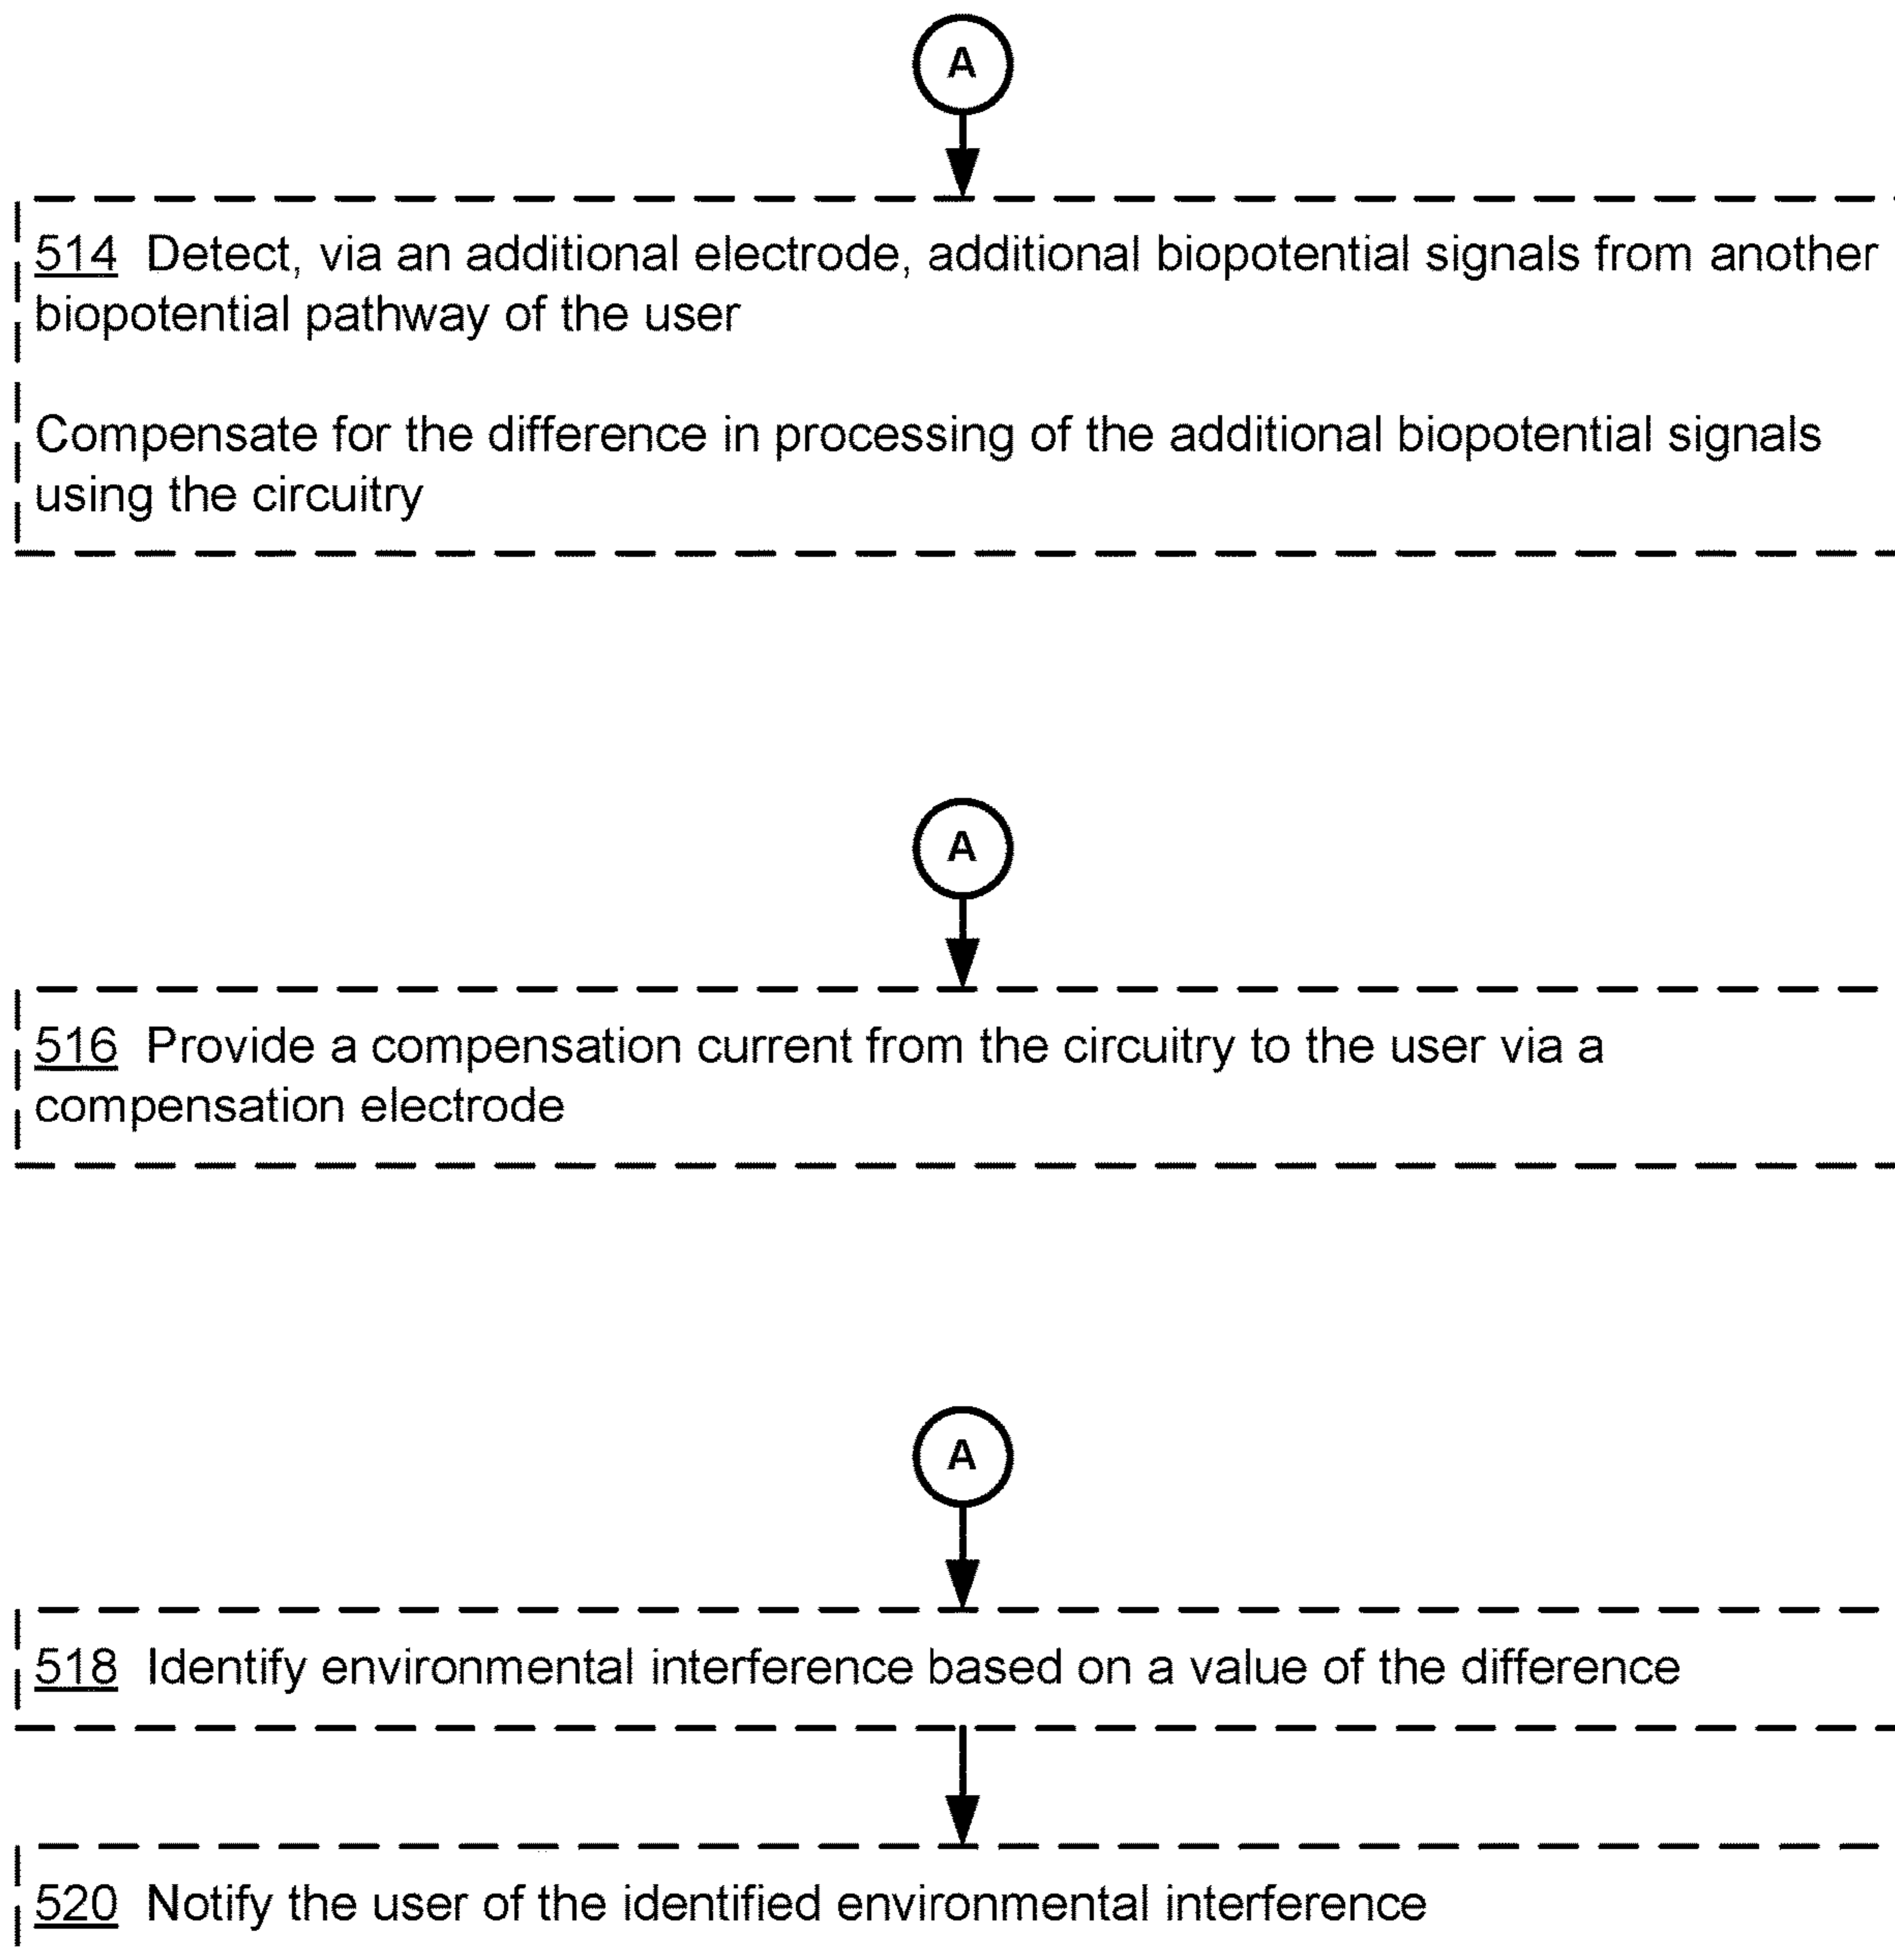 A
514 Detect, via an additional electrode, additional biopotential signals from another
biopotential pathway of the user
Compensate for the difference in processing of the additional biopotential signals
using the circuitry
A
516 Provide a compensation current from the circuitry to the user via a
compensation electrode
A
518 Identify environmental interference based on a value of the difference
520 Notify the user of the identified environmental interference